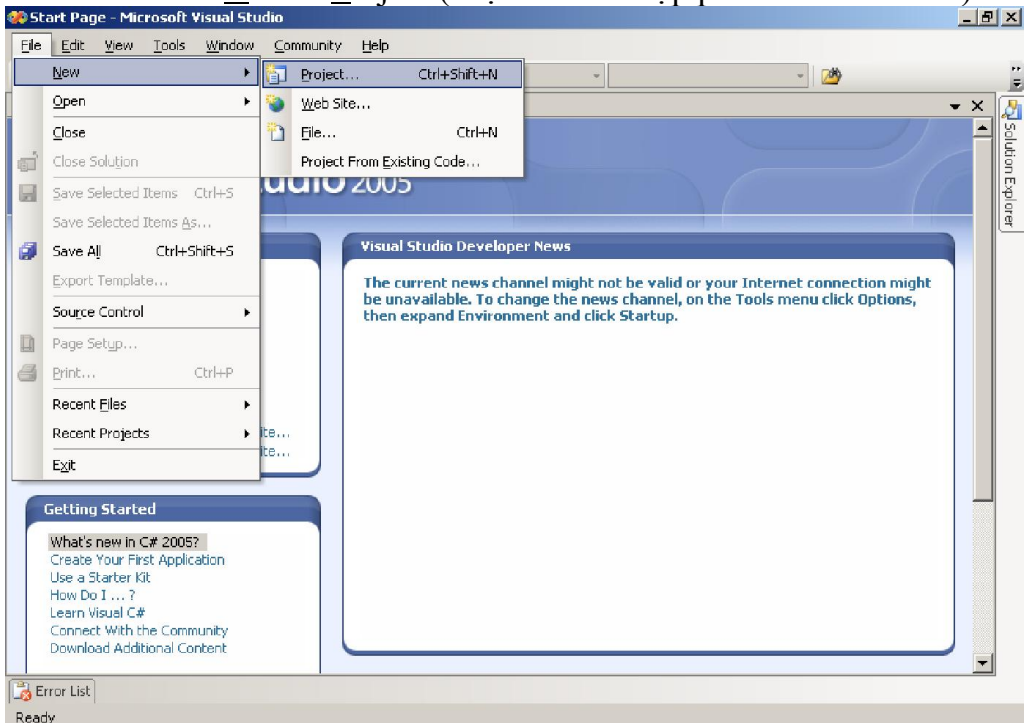 Start Page - Microsoft Visual Studio
File Edit View Tools Window Community Help
New
Open
Close
Close Solution
Save Selected Items Ctrl+S
Save Selected Items As...
Save All Ctrl+Shift+S
Export Template...
Source Control
Page Setup...
Print... Ctrl+P
Recent Files
Recent Projects
Exit
Project... Ctrl+Shift+N
Web Site...
File... Ctrl+N
Project From Existing Code...
2005
Solution Explorer
Visual Studio Developer News
The current news channel might not be valid or your Internet connection might
be unavailable. To change the news channel, on the Tools menu click Options,
then expand Environment and click Startup.
Getting Started
What's new in C# 2005?
Create Your First Application
Use a Starter Kit
How Do I ... ?
Learn Visual C#
Connect With the Community
Download Additional Content
Error List
Ready